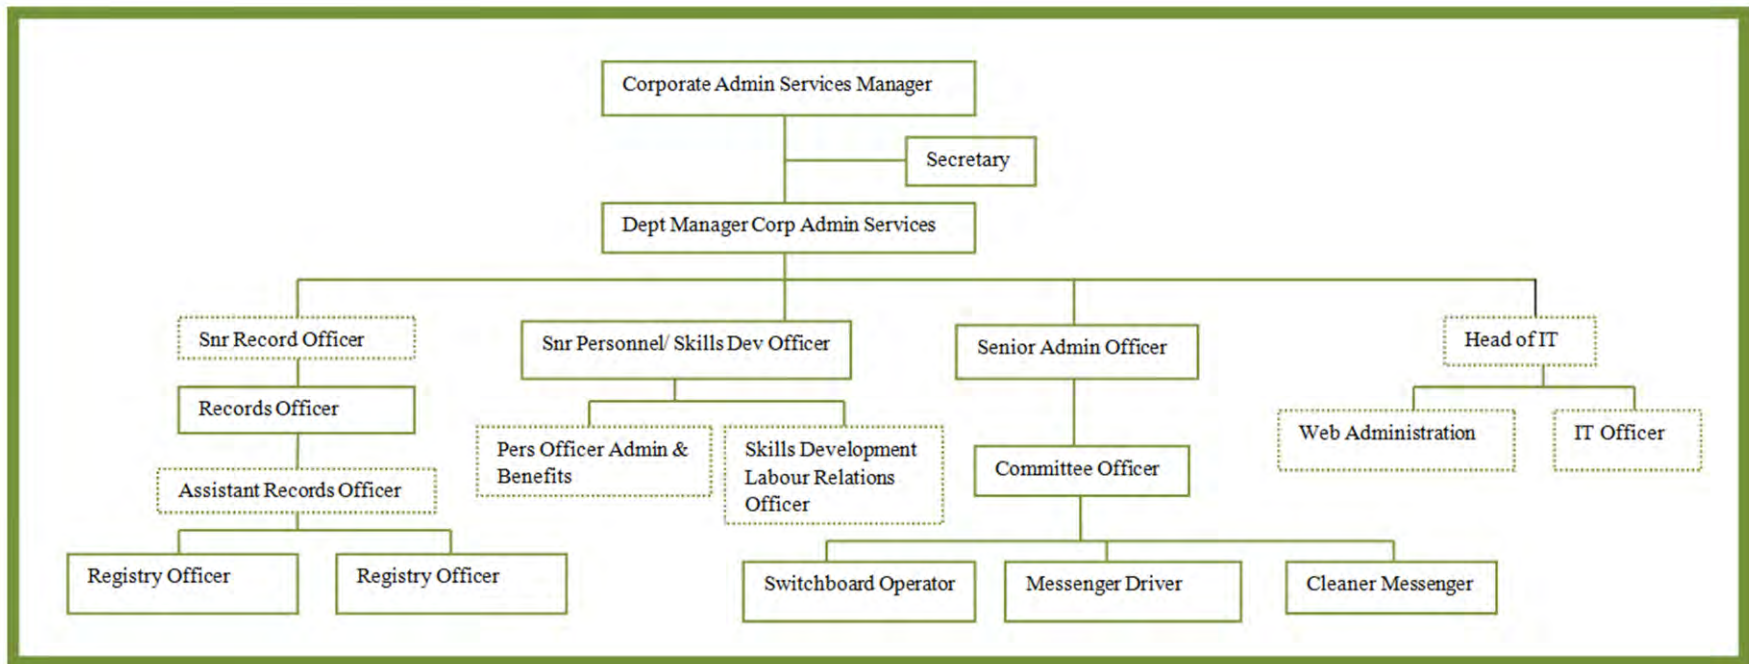 Corporate Admin Services Manager
Secretary
Dept Manager Corp Admin Services
Snr Record Officer
Snr Personnel/ Skills Dev Officer
Senior Admin Officer
Head of IT
Records Officer
Pers Officer Admin &
Benefits
Skills Development
Labour Relations
Officer
Committee Officer
Web Administration
IT Officer
Assistant Records Officer
Registry Officer
Registry Officer
Switchboard Operator
Messenger Driver
Cleaner Messenger